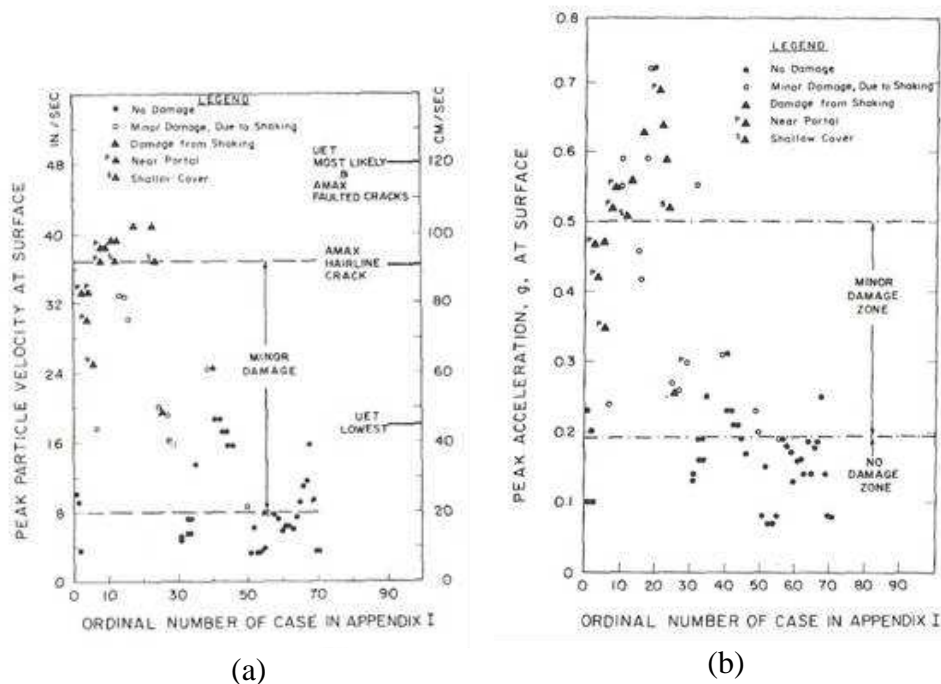 IN/SEC
PEAK PARTICLE VELOCITY AT SURFACE
48
40
32
24
16
8
0
LEGEND
No Damage
Minor Damage, Due to Shaking
Damage from Shaking
P Near Portal
S Shallow Cover
UET
MOST LIKELY
&
AMAX
FAULTED CRACKS
AMAX
HAIRLINE
CRACK
MINOR
DAMAGE
UET
LOWEST
CM/SEC
120
100
80
60
40
20
0
0 10 30 50 70 90
ORDINAL NUMBER OF CASE IN APPENDIX I
(a)
PEAK ACCELERATION, g, AT SURFACE
0.8
0.7
0.6
0.5
0.4
0.3
0.2
0.1
0
LEGEND
No Damage
Minor Damage, Due to Shaking
Damage from Shaking
P Near Portal
S Shallow Cover
MINOR
DAMAGE
ZONE
NO
DAMAGE
ZONE
0 10 20 40 60 80
ORDINAL NUMBER OF CASE IN APPENDIX I
(b)